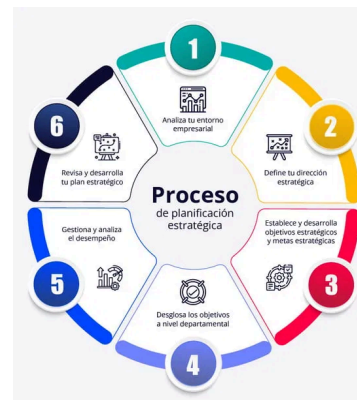 1
Analiza tu entorno
empresarial
2
Define tu dirección
estratégica
3
Establece y desarrolla
objetivos estratégicos
y metas estratégicas
4
Desglosa los objetivos
a nivel departamental
5
Gestiona y analiza
el desempeño
6
Revisa y desarrolla
tu plan estratégico
Proceso
de planificación
estratégica